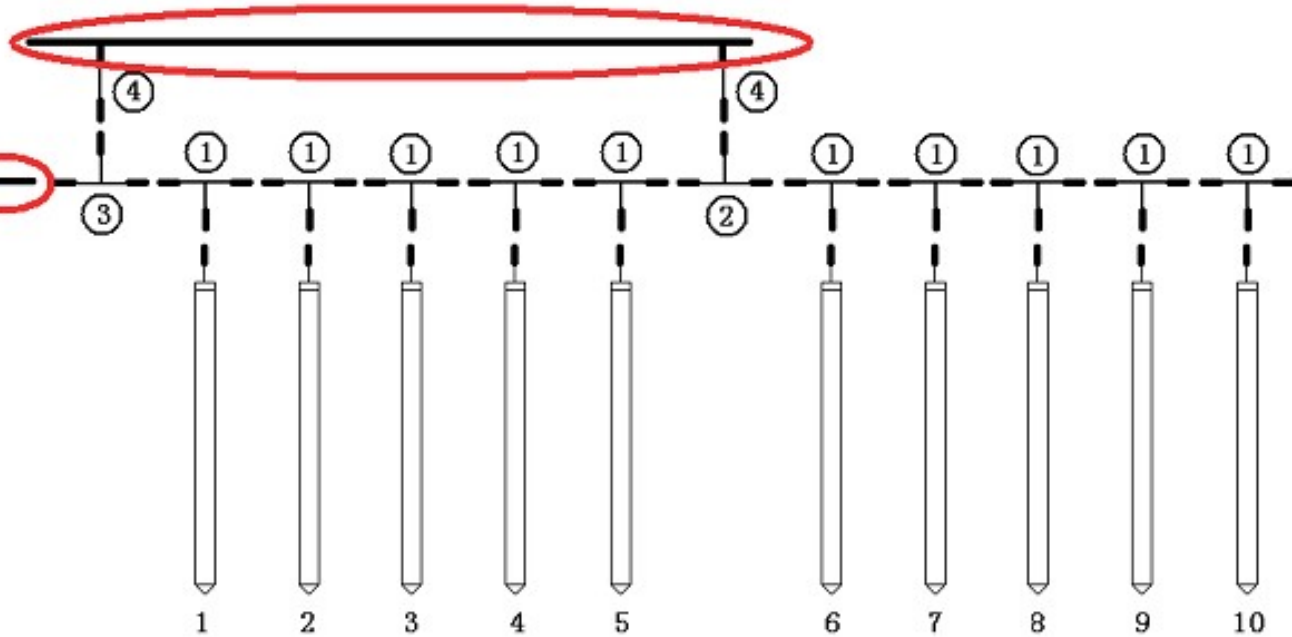 ④ ④
① ① ① ① ① ① ① ① ① ①
③ ②
1 2 3 4 5 6 7 8 9 10